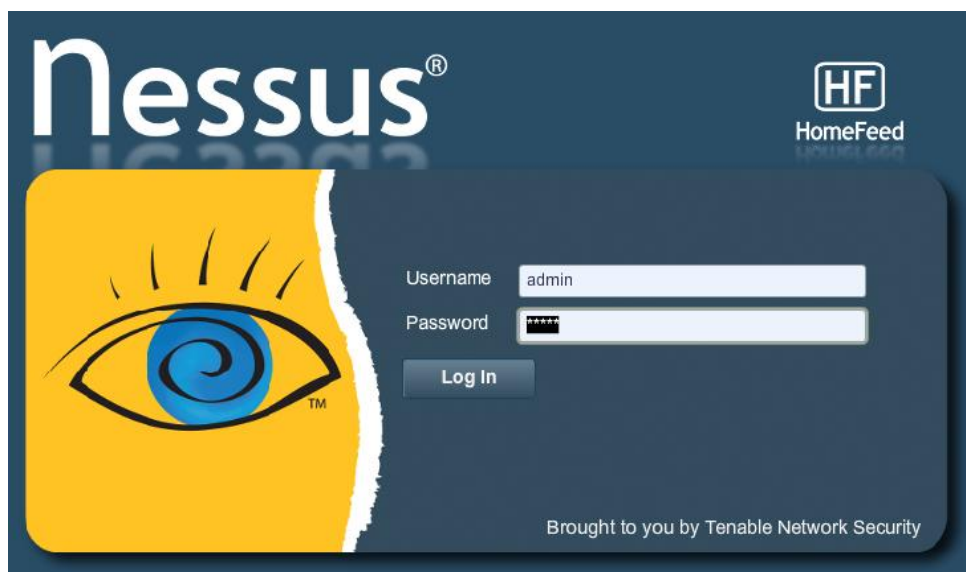 Nessus®
HF
HomeFeed
Username admin
Password *****
Log In
TM
Brought to you by Tenable Network Security